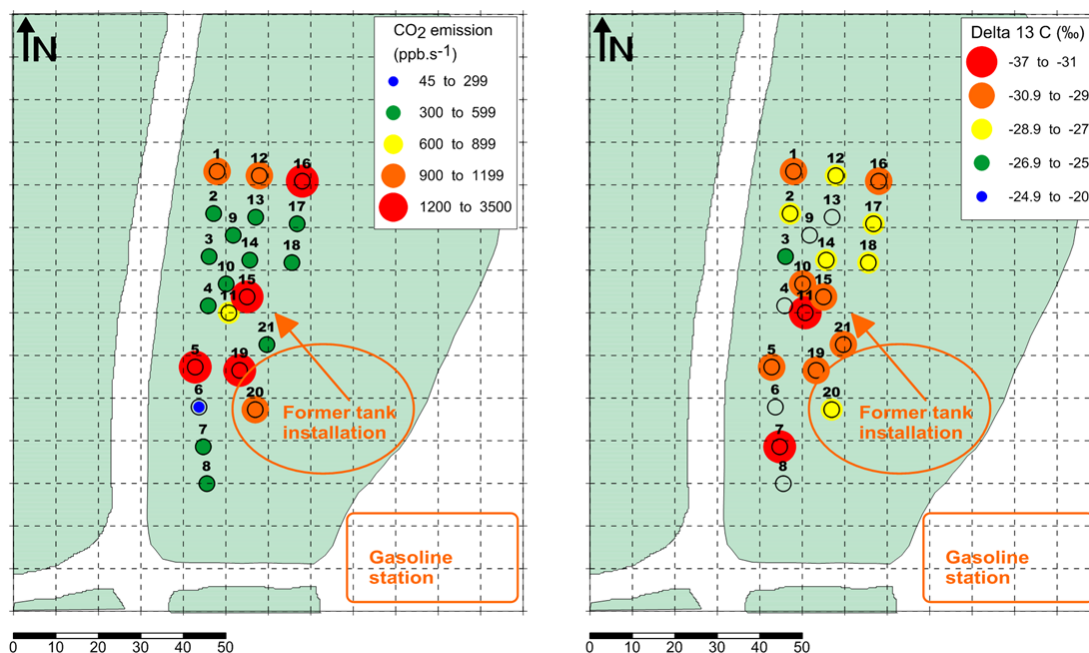 N
CO₂ emission
(ppb.s⁻¹)
45 to 299
300 to 599
600 to 899
900 to 1199
1200 to 3500
1
12
16
2
13
17
9
3
14
18
10
15
4
11
21
5
19
6
20
Former tank
installation
7
8
Gasoline
station
0 10 20 30 40 50
N
Delta 13 C (‰)
-37 to -31
-30.9 to -29
-28.9 to -27
-26.9 to -25
-24.9 to -20
1
12
16
2
13
17
9
3
14
18
10
15
4
11
21
5
19
6
20
Former tank
installation
7
8
Gasoline
station
0 10 20 30 40 50